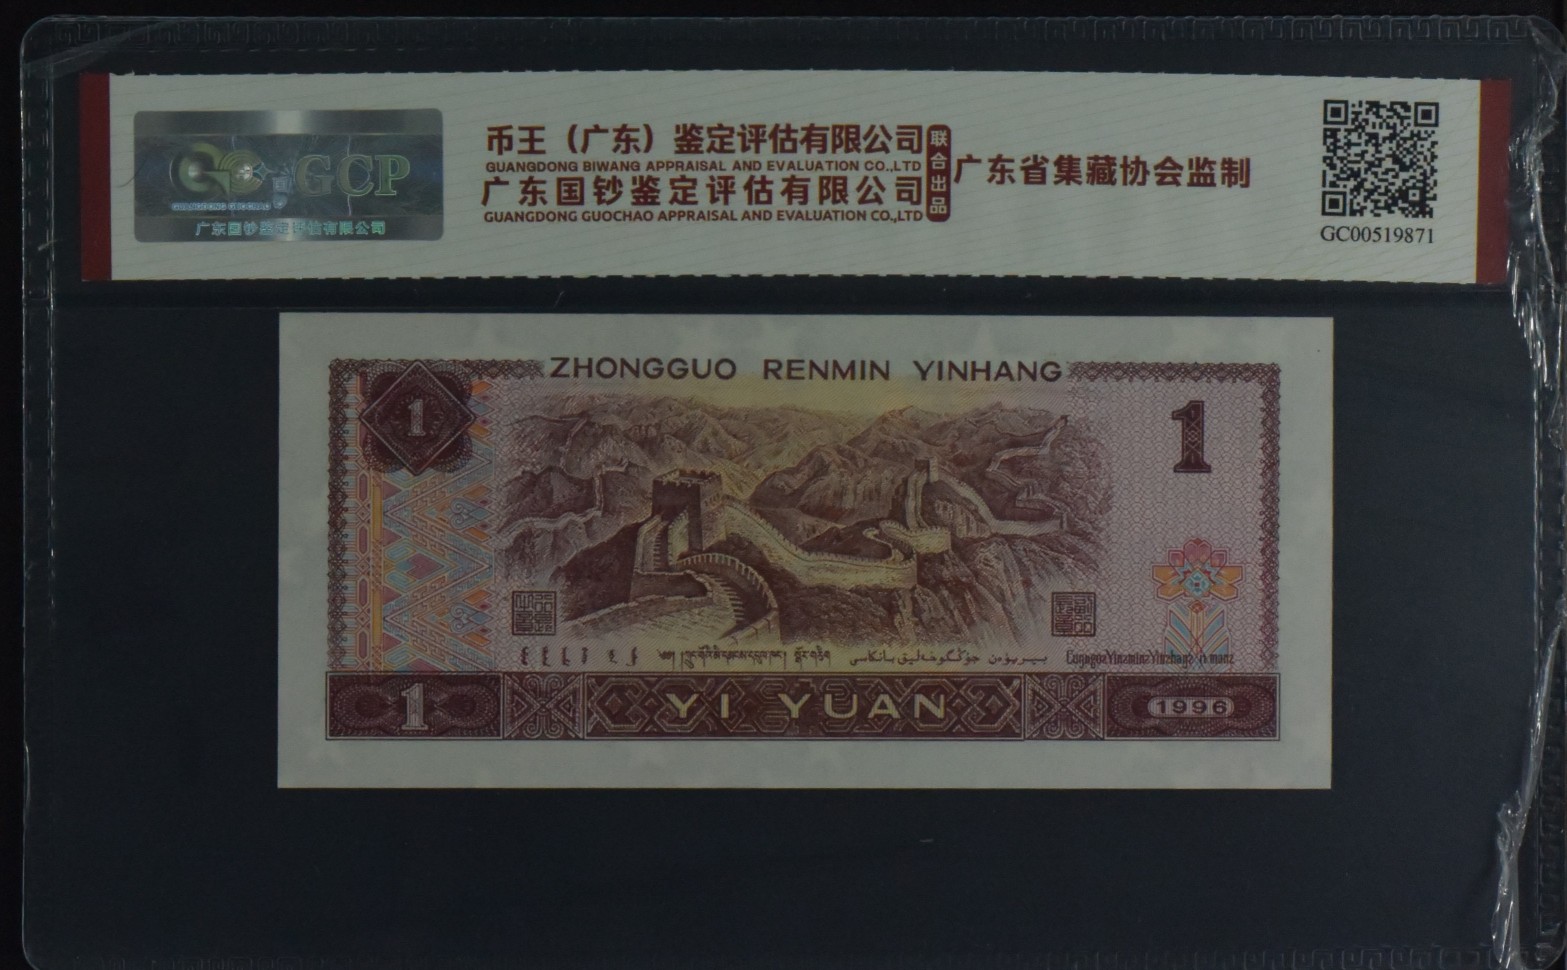 GCP
GUANGDONG GUOCHAO
广东国钞鉴定评估有限公司
币王（广东）鉴定评估有限公司
GUANGDONG BIWANG APPRAISAL AND EVALUATION CO.,LTD
广东国钞鉴定评估有限公司
GUANGDONG GUOCHAO APPRAISAL AND EVALUATION CO.,LTD
联合出品
广东省集藏协会监制
GC00519871
ZHONGGUO RENMIN YINHANG
1
1
1
YI YUAN
1996